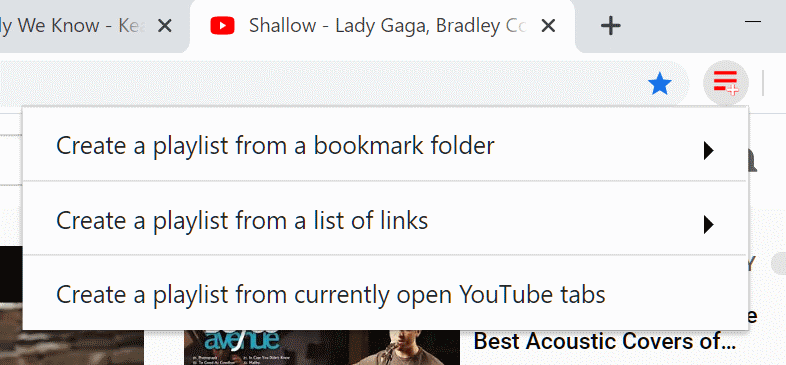 ly We Know - Kea
Shallow - Lady Gaga, Bradley Co
Create a playlist from a bookmark folder
Create a playlist from a list of links
Create a playlist from currently open YouTube tabs
avenue
Best Acoustic Covers of...